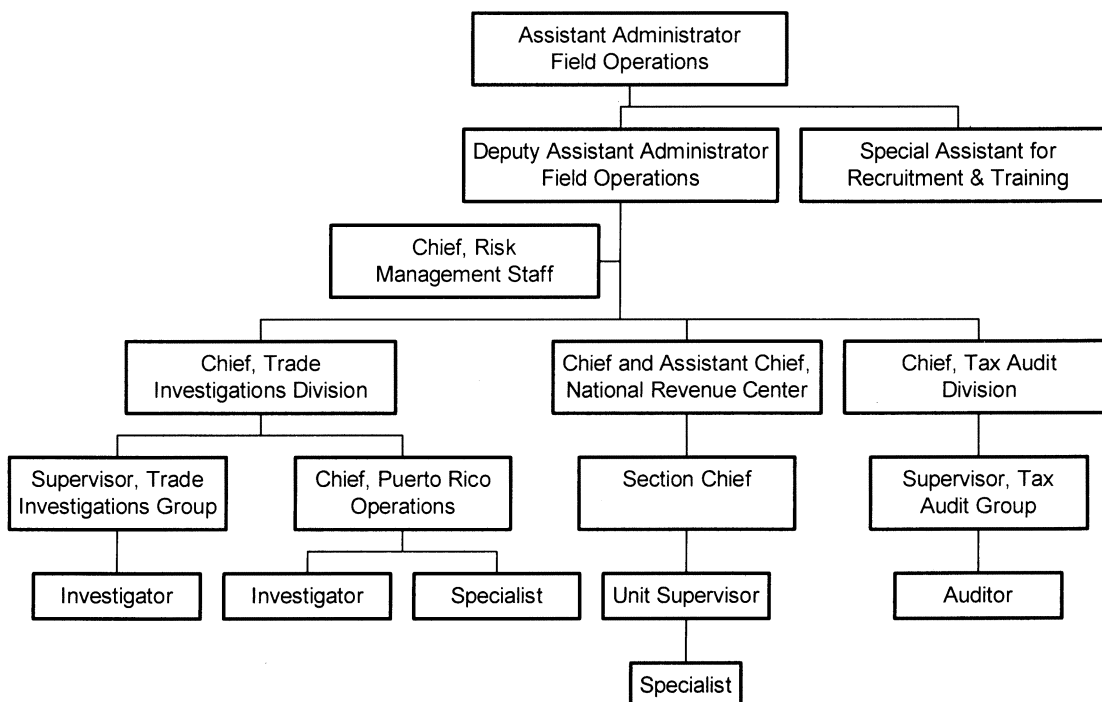 Assistant Administrator
Field Operations
Deputy Assistant Administrator
Field Operations
Special Assistant for
Recruitment & Training
Chief, Risk
Management Staff
Chief, Trade
Investigations Division
Chief and Assistant Chief,
National Revenue Center
Chief, Tax Audit
Division
Supervisor, Trade
Investigations Group
Chief, Puerto Rico
Operations
Section Chief
Supervisor, Tax
Audit Group
Investigator
Investigator
Specialist
Unit Supervisor
Auditor
Specialist